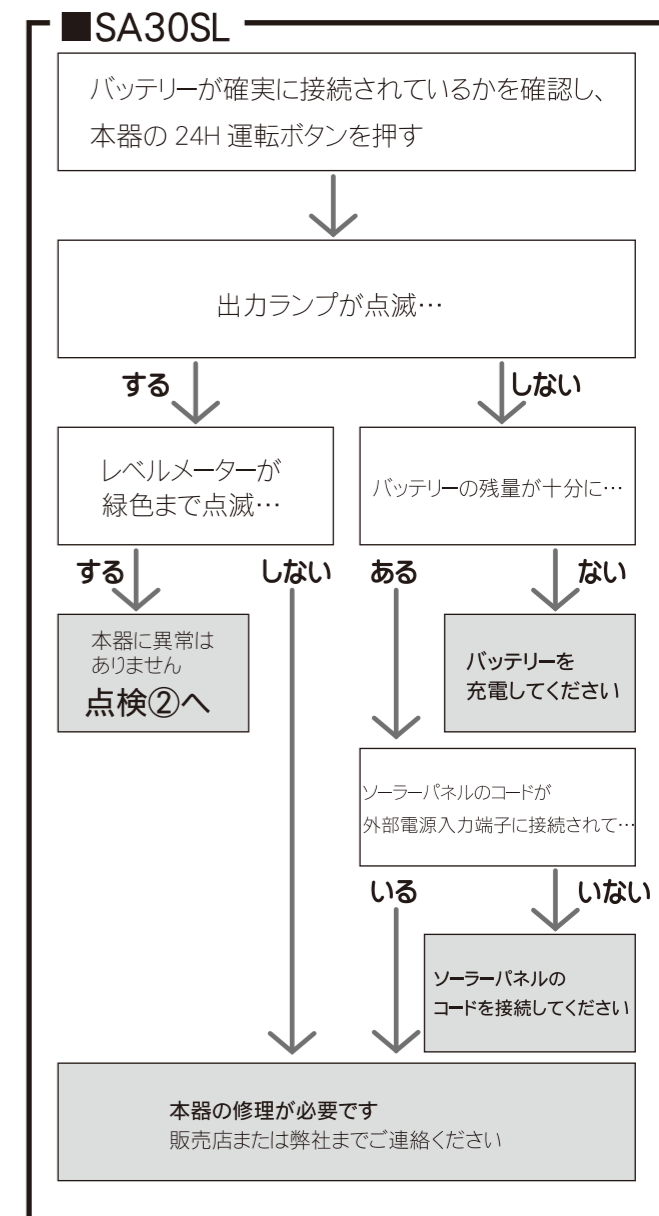 ■SA30SL
バッテリーが確実に接続されているかを確認し、
本器の 24H 運転ボタンを押す
出力ランプが点滅…
する
しない
レベルメーターが
緑色まで点滅…
バッテリーの残量が十分に…
する
しない
ある
ない
本器に異常は
ありません
点検②へ
バッテリーを
充電してください
ソーラーパネルのコードが
外部電源入力端子に接続されて…
いる
いない
ソーラーパネルの
コードを接続してください
本器の修理が必要です
販売店または弊社までご連絡ください